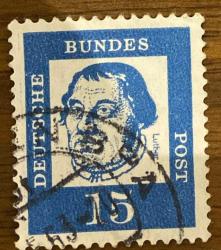 DEUTSCHE
BUNDES
POST
Luther
15